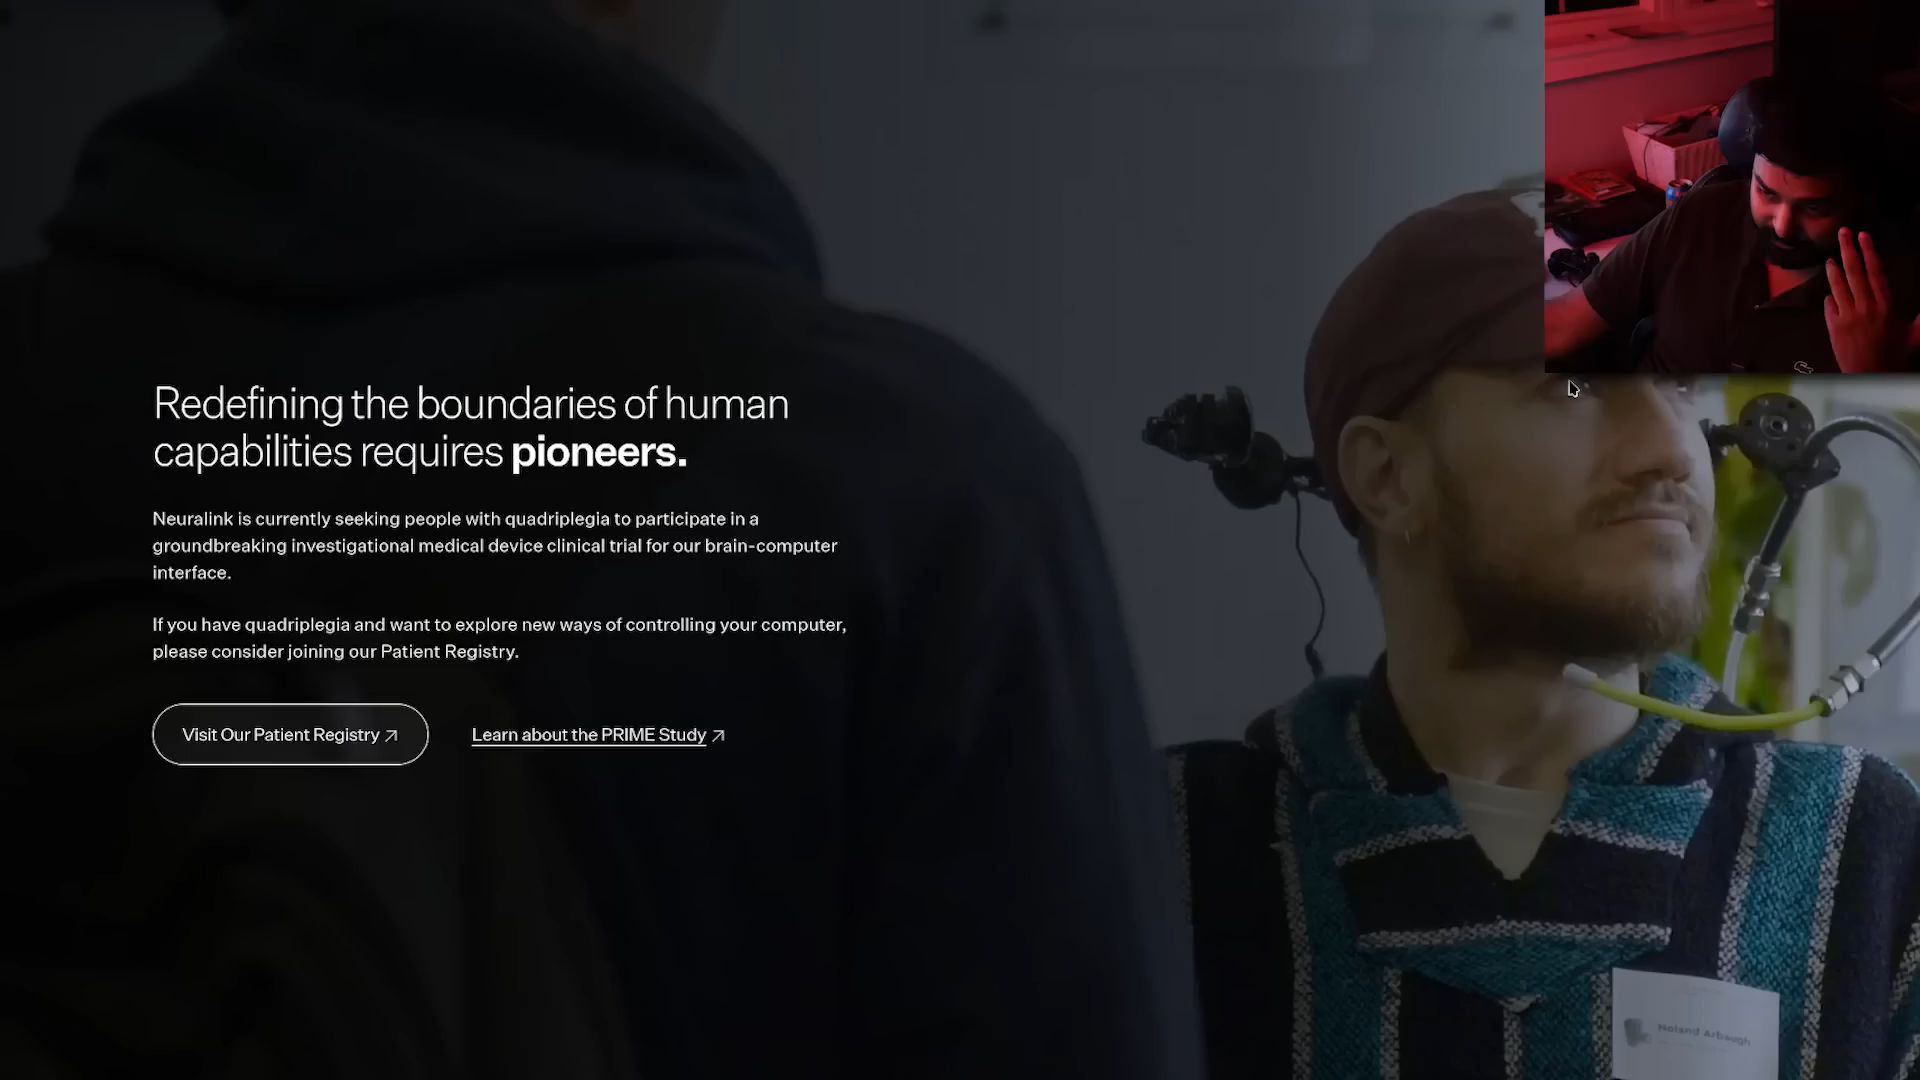 Redefining the boundaries of human
capabilities requires pioneers.
Neuralink is currently seeking people with quadriplegia to participate in a
groundbreaking investigational medical device clinical trial for our brain-computer
interface.
If you have quadriplegia and want to explore new ways of controlling your computer,
please consider joining our Patient Registry.
Visit Our Patient Registry ↗
Learn about the PRIME Study ↗
Noland Arbaugh